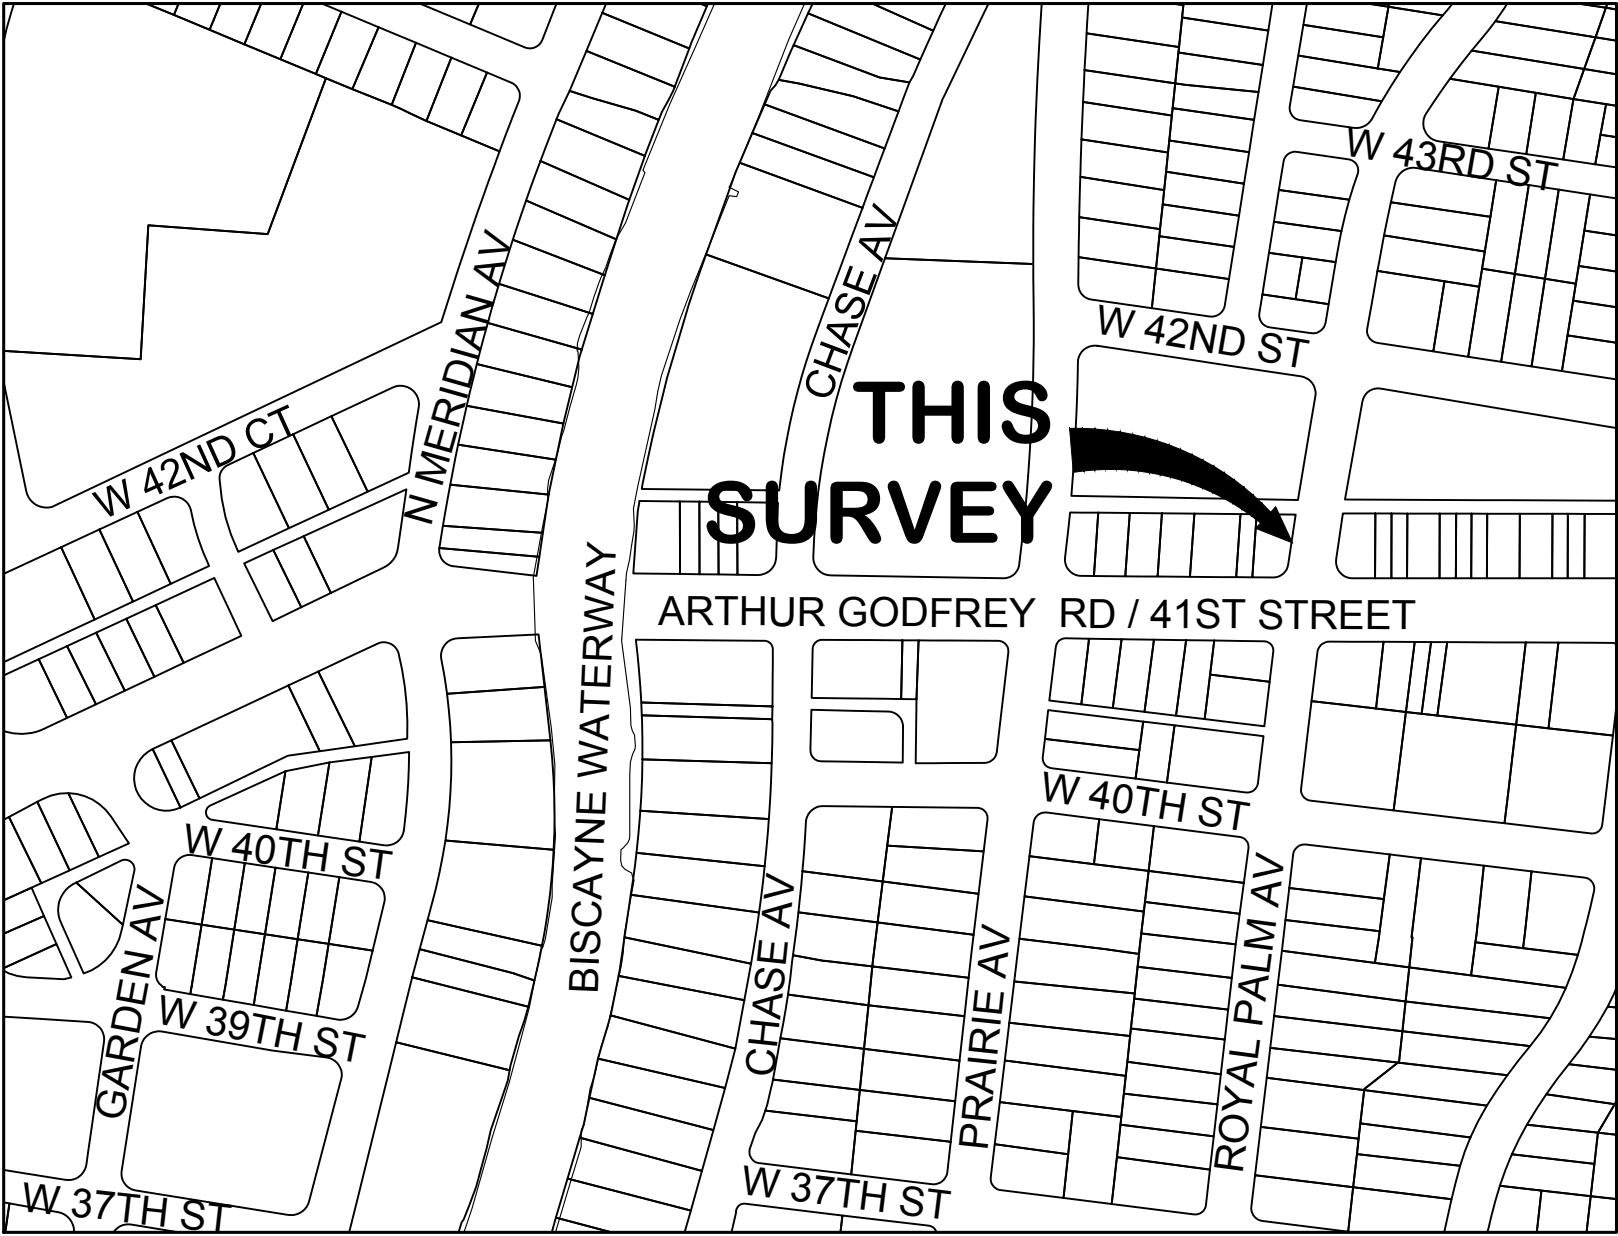 W 43RD ST
N MERIDIAN AV
CHASE AV
W 42ND ST
W 42ND CT
THIS
SURVEY
ARTHUR GODFREY RD / 41ST STREET
BISCAYNE WATERWAY
W 40TH ST
W 40TH ST
GARDEN AV
CHASE AV
PRAIRIE AV
ROYAL PALM AV
W 39TH ST
W 37TH ST
W 37TH ST